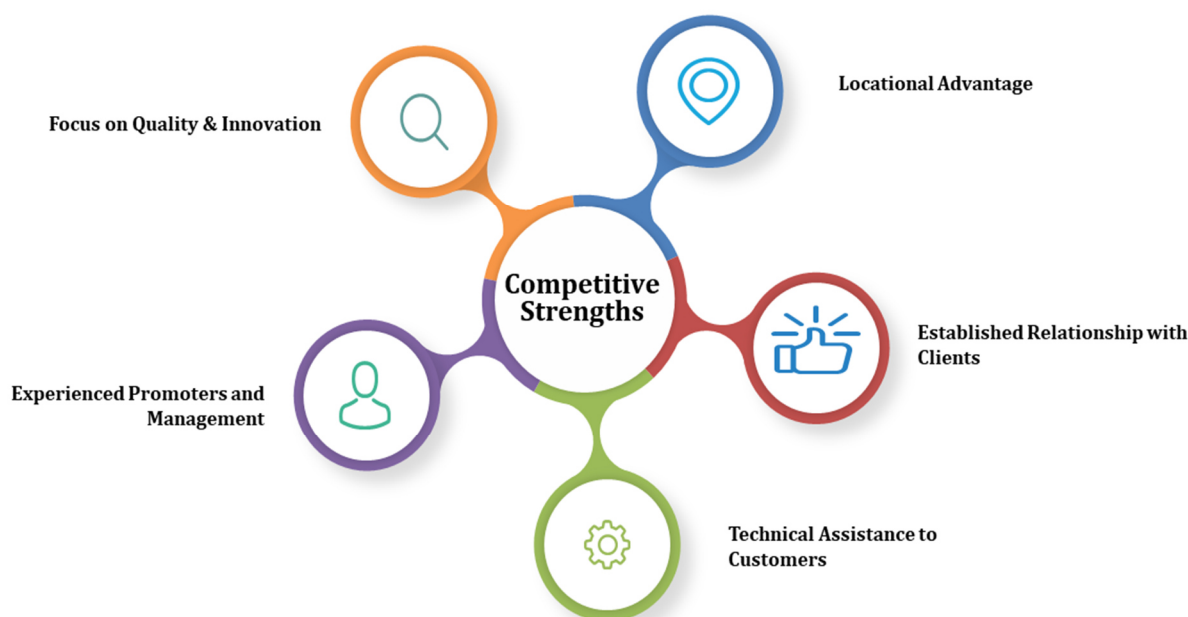 Locational Advantage
Focus on Quality & Innovation
Competitive
Strengths
Established Relationship with
Clients
Experienced Promoters and
Management
Technical Assistance to
Customers